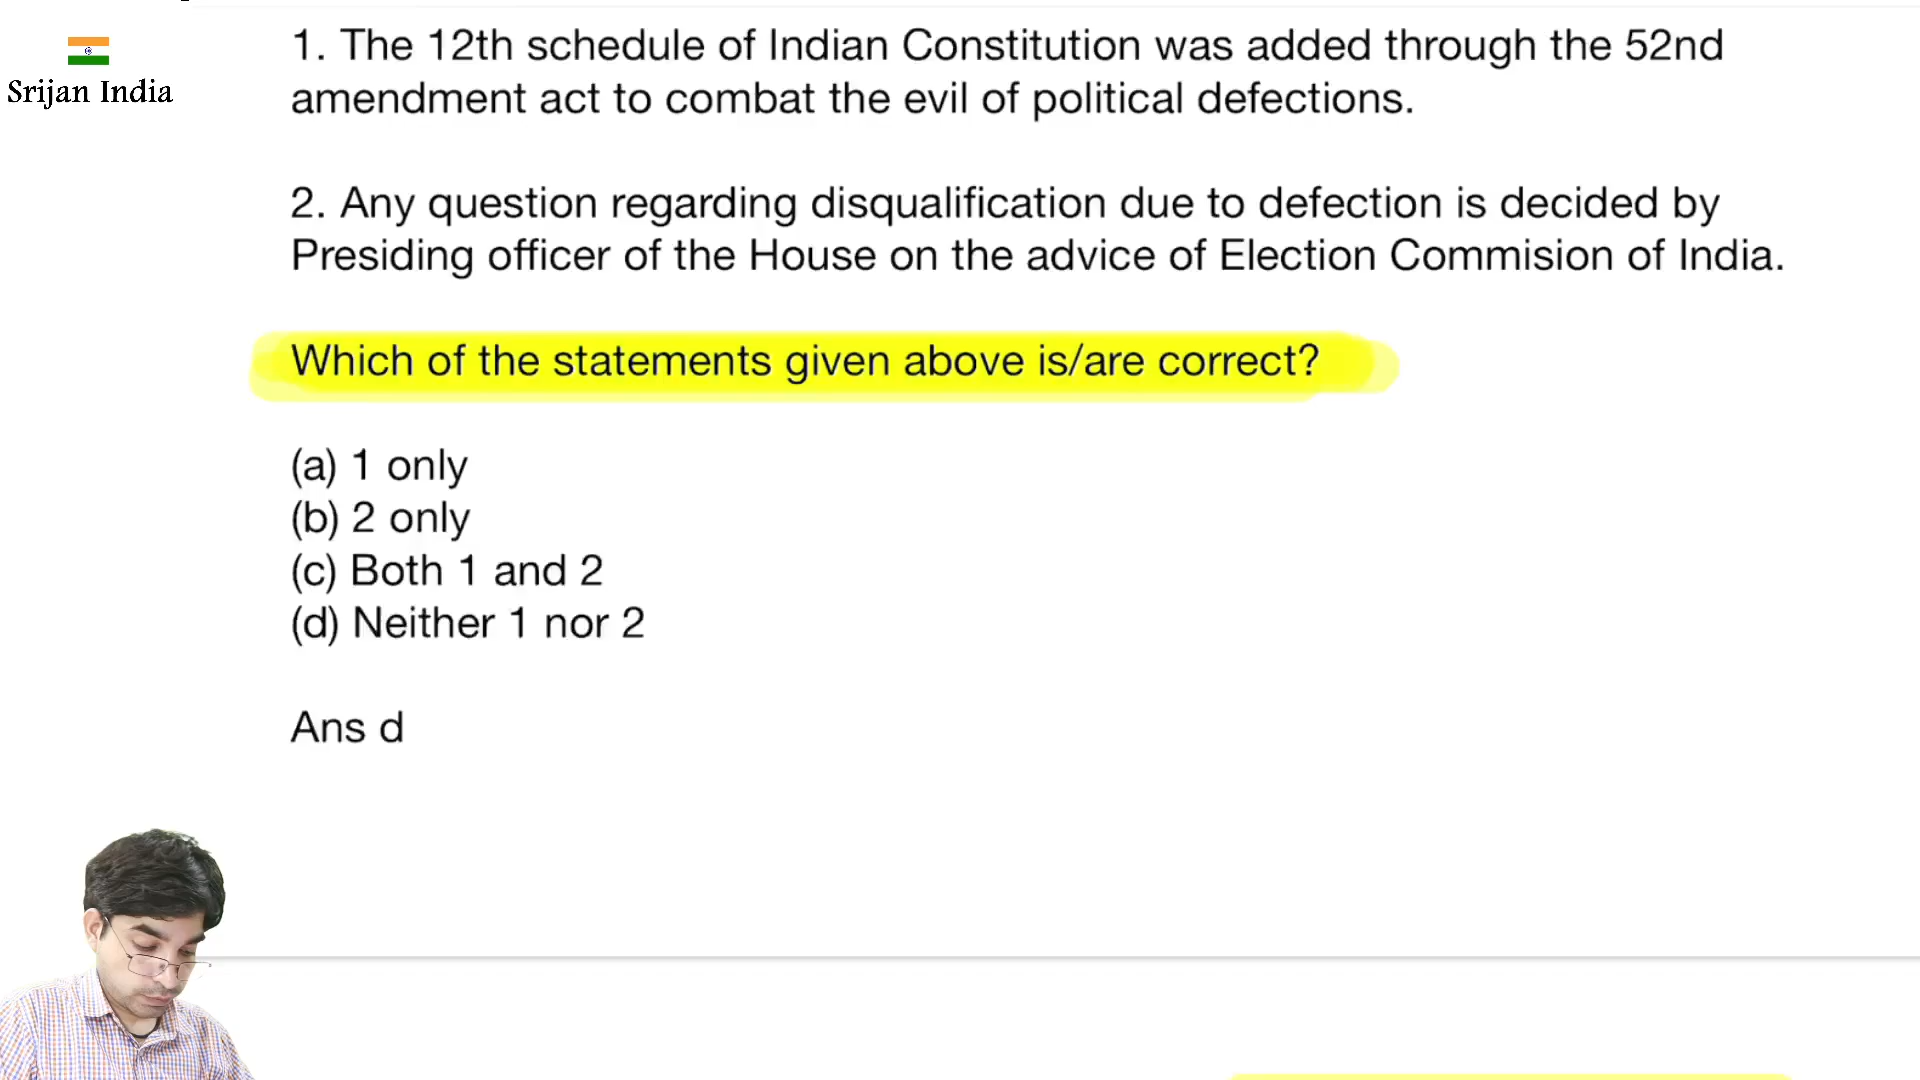 Srijan India
1. The 12th schedule of Indian Constitution was added through the 52nd
amendment act to combat the evil of political defections.
2. Any question regarding disqualification due to defection is decided by
Presiding officer of the House on the advice of Election Commision of India.
Which of the statements given above is/are correct?
(a) 1 only
(b) 2 only
(c) Both 1 and 2
(d) Neither 1 nor 2
Ans d